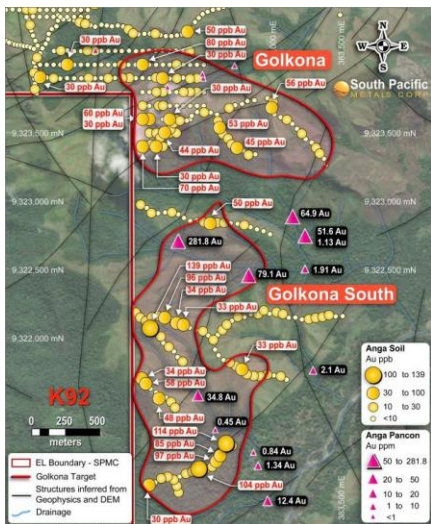 30 ppb Au
50 ppb Au
80 ppb Au
30 ppb Au
Golkona
N
W E
S
South Pacific
METALS CORP
30 ppb Au
30 ppb Au
56 ppb Au
60 ppb Au
30 ppb Au
9,323,500 mN
53 ppb Au
45 ppb Au
44 ppb Au
30 ppb Au
70 ppb Au
9,323,000 mN
50 ppb Au
64.9 Au
281.8 Au
51.6 Au
1.13 Au
139 ppb Au
96 ppb Au
34 ppb Au
79.1 Au
1.91 Au
9,322,500 mN
Golkona South
33 ppb Au
9,322,000 mN
33 ppb Au
34 ppb Au
58 ppb Au
2.1 Au
K92
34.8 Au
48 ppb Au
0 250 500
meters
114 ppb Au
0.45 Au
85 ppb Au
97 ppb Au
0.84 Au
1.34 Au
104 ppb Au
12.4 Au
30 ppb Au
EL Boundary - SPMC
Golkona Target
Structures inferred from
Geophysics and DEM
Drainage
Anga Soil
Au ppb
100 to 139
30 to 100
10 to 30
<10
Anga Pancon
Au ppm
50 to 281.8
20 to 50
10 to 20
1 to 10
<1